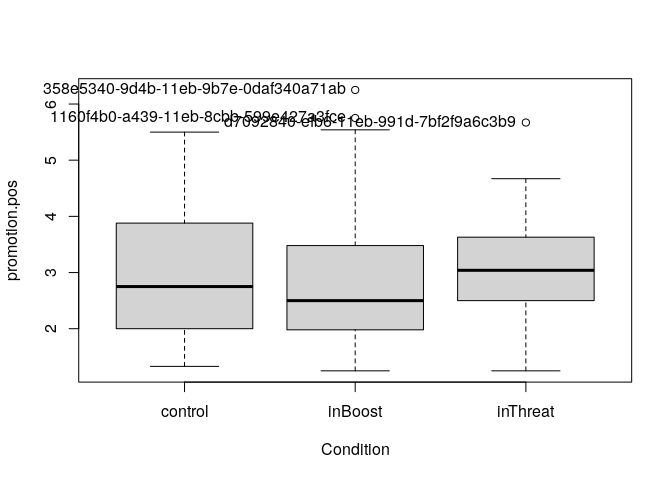 358e5340-9d4b-11eb-9b7e-0daf340a71ab
1160f4b0-a439-11eb-8cbb-599e427a3fce
d7092840-efb6-11eb-991d-7bf2f9a6c3b9
6
5
4
3
2
promotion.pos
control inBoost inThreat
Condition